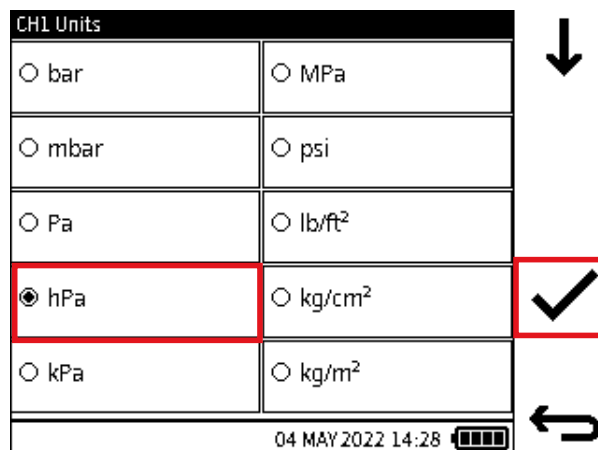 CH1 Units
bar
MPa
mbar
psi
Pa
lb/ft²
hPa
kg/cm²
kPa
kg/m²
04 MAY 2022 14:28